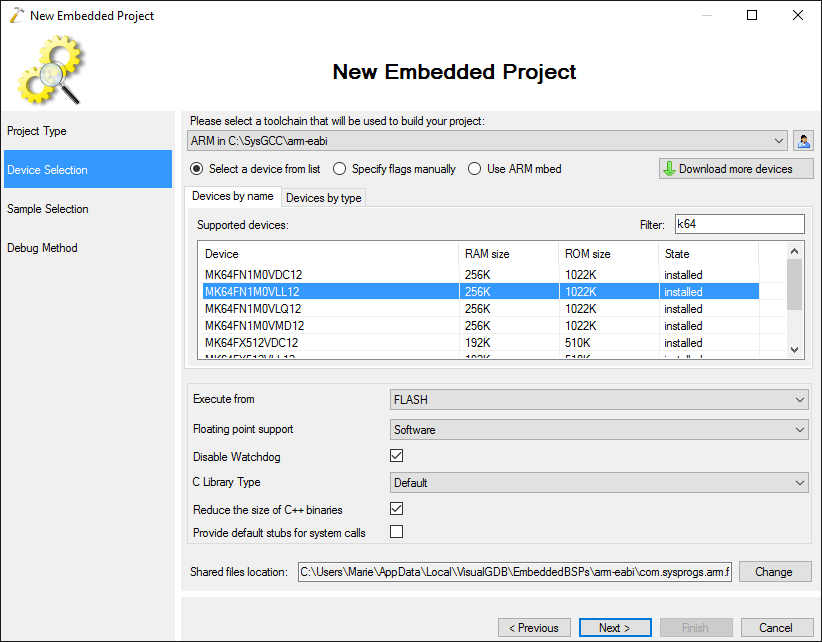 New Embedded Project
New Embedded Project
Project Type
Device Selection
Sample Selection
Debug Method
Please select a toolchain that will be used to build your project:
ARM in C:\SysGCC\arm-eabi
Select a device from list Specify flags manually Use ARM mbed Download more devices
Devices by name Devices by type
Supported devices: Filter: k64
Device RAM size ROM size State
MK64FN1M0VDC12 256K 1022K installed
MK64FN1M0VLL12 256K 1022K installed
MK64FN1M0VLQ12 256K 1022K installed
MK64FN1M0VMD12 256K 1022K installed
MK64FX512VDC12 192K 510K installed
Execute from FLASH
Floating point support Software
Disable Watchdog
C Library Type Default
Reduce the size of C++ binaries
Provide default stubs for system calls
Shared files location: C:\Users\Marie\AppData\Local\VisualGDB\EmbeddedBSPs\arm-eabi\com.sysprogs.arm.f Change
< Previous Next > Finish Cancel